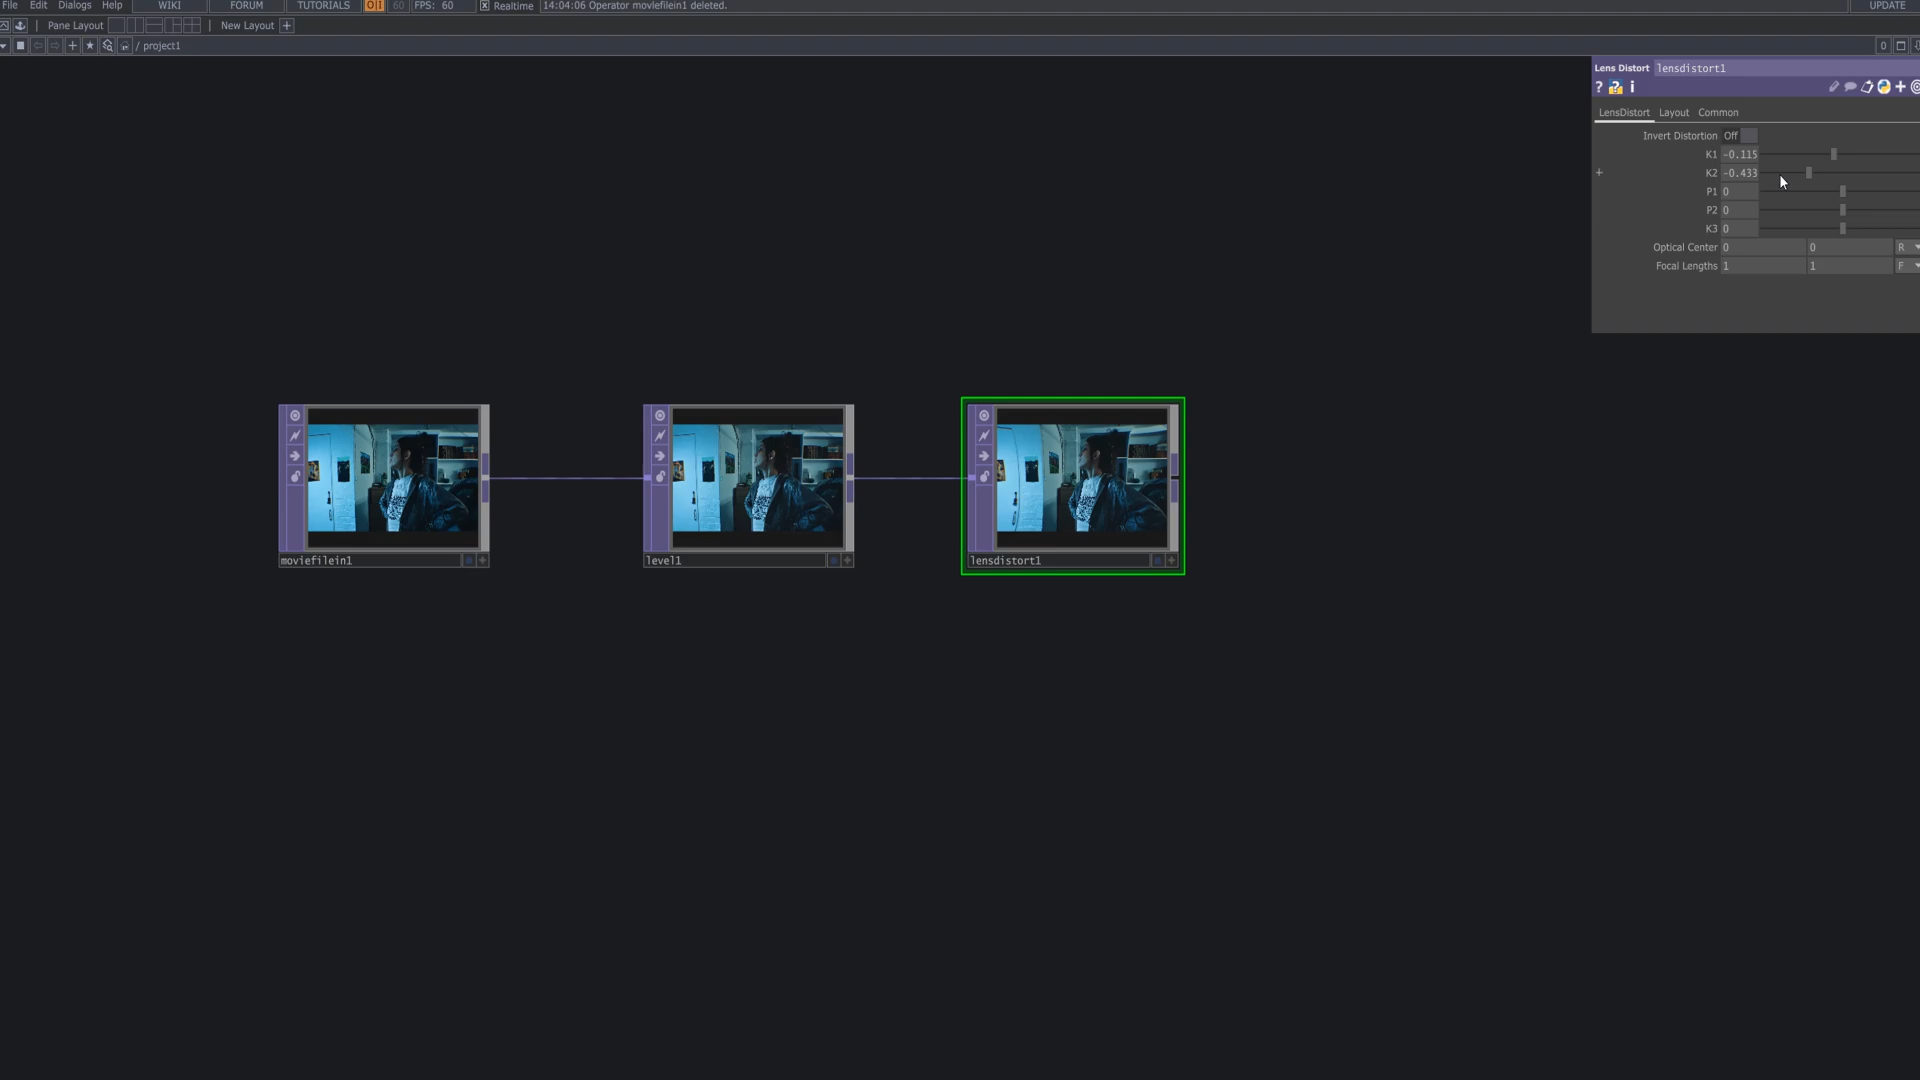 File Edit Dialogs Help WIKI FORUM TUTORIALS O|I 60 FPS: 60 Realtime 14:04:06 Operator moviefilein1 deleted. UPDATE
Pane Layout New Layout +
/ project1 0
Lens Distort lensdistort1
? ? i
LensDistort Layout Common
Invert Distortion Off
K1 -0.115
+ K2 -0.433
P1 0
P2 0
K3 0
Optical Center 0 0 R
Focal Lengths 1 1 F
moviefilein1
level1
lensdistort1